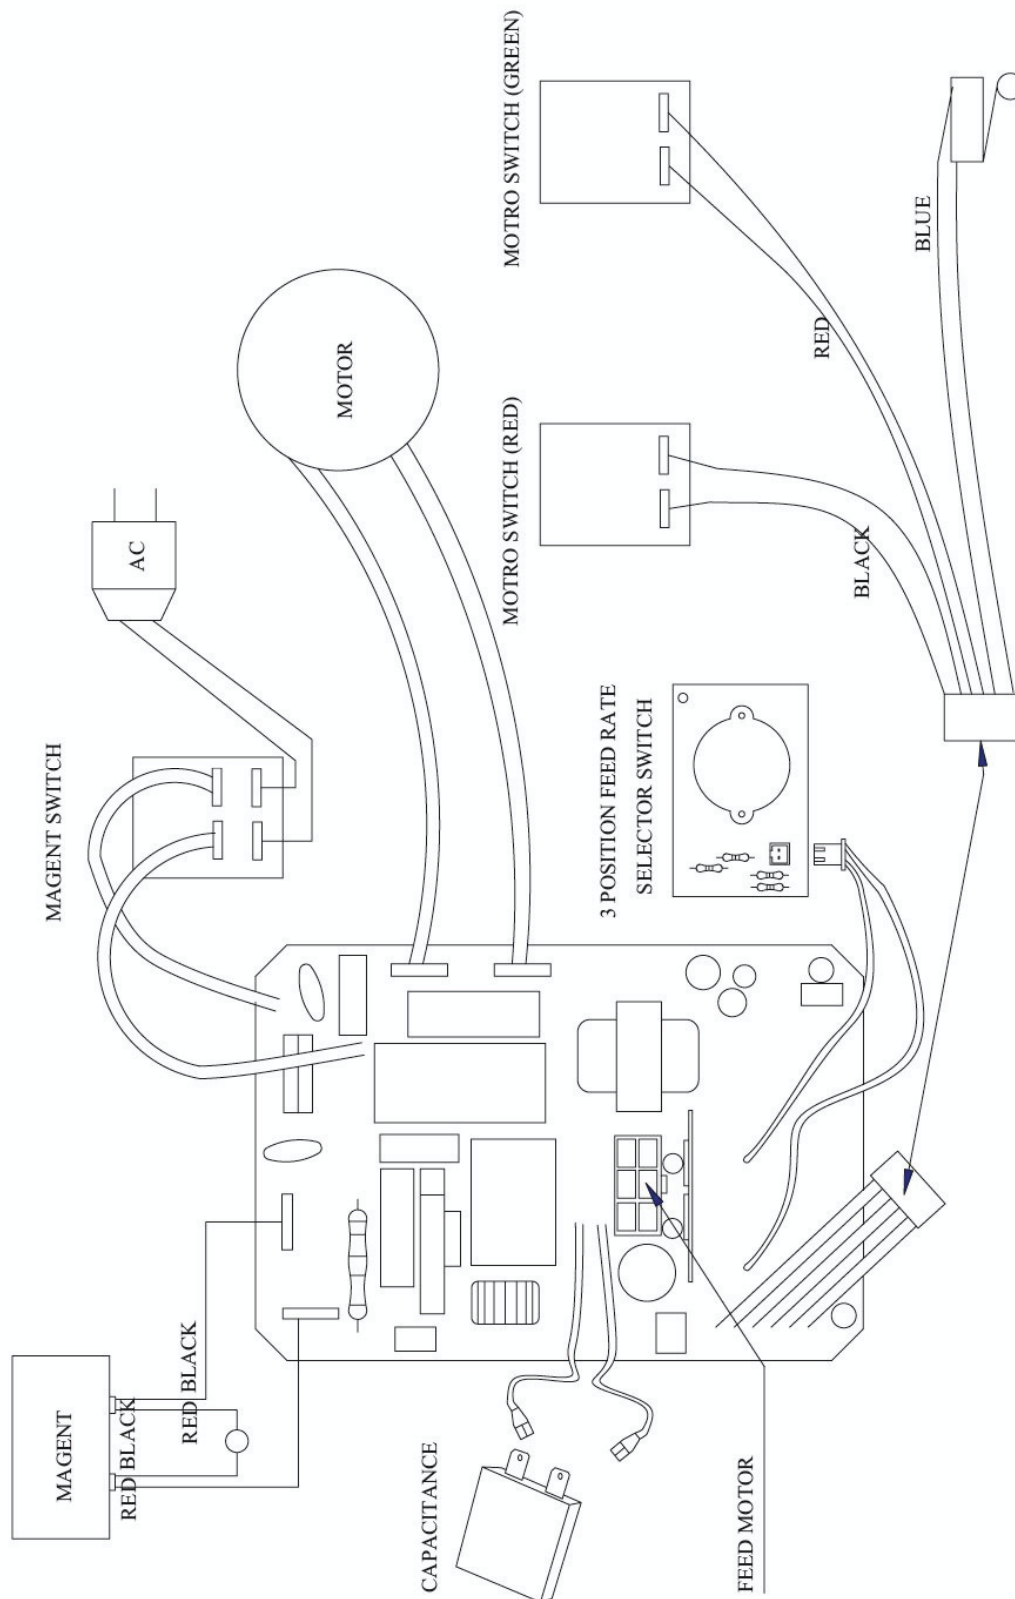 MAGENT
RED BLACK
RED BLACK
MAGENT SWITCH
AC
MOTOR
CAPACITANCE
FEED MOTOR
3 POSITION FEED RATE
SELECTOR SWITCH
MOTRO SWITCH (RED)
MOTRO SWITCH (GREEN)
BLACK
RED
BLUE